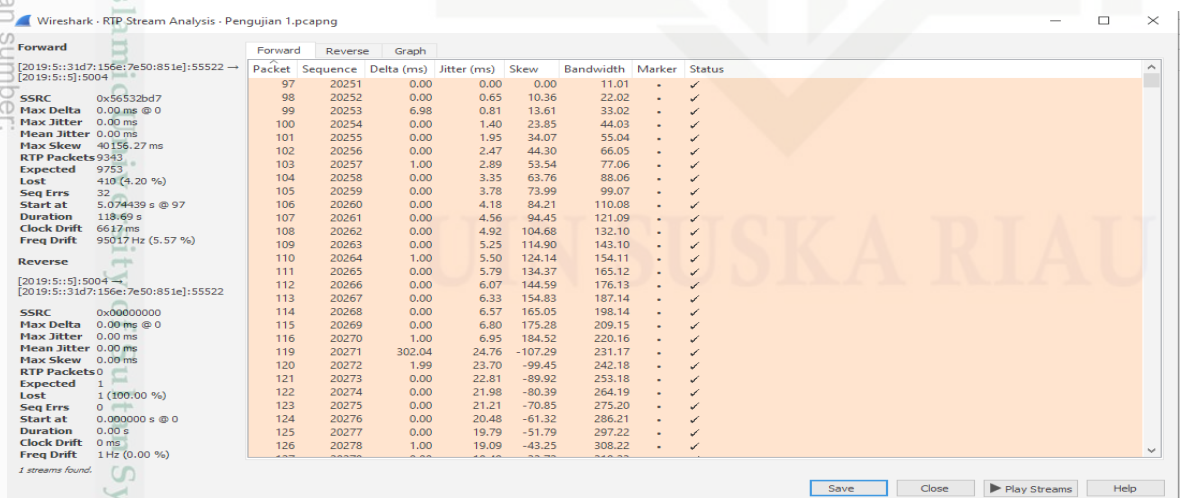 Wireshark · RTP Stream Analysis · Pengujian 1.pcapng
Forward
[2019:5::31d7:156e:7e50:851e]:55522 →
[2019:5::5]:5004
SSRC 0x56532bd7
Max Delta 0.00 ms @ 0
Max Jitter 0.00 ms
Mean Jitter 0.00 ms
Max Skew 40156.27 ms
RTP Packets 9343
Expected 9753
Lost 410 (4.20 %)
Seq Errs 32
Start at 5.074439 s @ 97
Duration 118.69 s
Clock Drift 6617 ms
Freq Drift 95017 Hz (5.57 %)
Reverse
[2019:5::5]:5004 →
[2019:5::31d7:156e:7e50:851e]:55522
SSRC 0x00000000
Max Delta 0.00 ms @ 0
Max Jitter 0.00 ms
Mean Jitter 0.00 ms
Max Skew 0.00 ms
RTP Packets 0
Expected 1
Lost 1 (100.00 %)
Seq Errs 0
Start at 0.000000 s @ 0
Duration 0.00 s
Clock Drift 0 ms
Freq Drift 1 Hz (0.00 %)
1 streams found.
Forward Reverse Graph
Packet Sequence Delta (ms) Jitter (ms) Skew Bandwidth Marker Status
97 20251 0.00 0.00 0.00 11.01 • ✓
98 20252 0.00 0.65 10.36 22.02 • ✓
99 20253 6.98 0.81 13.61 33.02 • ✓
100 20254 0.00 1.40 23.85 44.03 • ✓
101 20255 0.00 1.95 34.07 55.04 • ✓
102 20256 0.00 2.47 44.30 66.05 • ✓
103 20257 1.00 2.89 53.54 77.06 • ✓
104 20258 0.00 3.35 63.76 88.06 • ✓
105 20259 0.00 3.78 73.99 99.07 • ✓
106 20260 0.00 4.18 84.21 110.08 • ✓
107 20261 0.00 4.56 94.45 121.09 • ✓
108 20262 0.00 4.92 104.68 132.10 • ✓
109 20263 0.00 5.25 114.90 143.10 • ✓
110 20264 1.00 5.50 124.14 154.11 • ✓
111 20265 0.00 5.79 134.37 165.12 • ✓
112 20266 0.00 6.07 144.59 176.13 • ✓
113 20267 0.00 6.33 154.83 187.14 • ✓
114 20268 0.00 6.57 165.05 198.14 • ✓
115 20269 0.00 6.80 175.28 209.15 • ✓
116 20270 1.00 6.95 184.52 220.16 • ✓
119 20271 302.04 24.76 -107.29 231.17 • ✓
120 20272 1.99 23.70 -99.45 242.18 • ✓
121 20273 0.00 22.81 -89.92 253.18 • ✓
122 20274 0.00 21.98 -80.39 264.19 • ✓
123 20275 0.00 21.21 -70.85 275.20 • ✓
124 20276 0.00 20.48 -61.32 286.21 • ✓
125 20277 0.00 19.79 -51.79 297.22 • ✓
126 20278 1.00 19.09 -43.25 308.22 • ✓
Save Close Play Streams Help
UIN SUSKA RIAU
an sumber:
slamic University of Sultan Sy